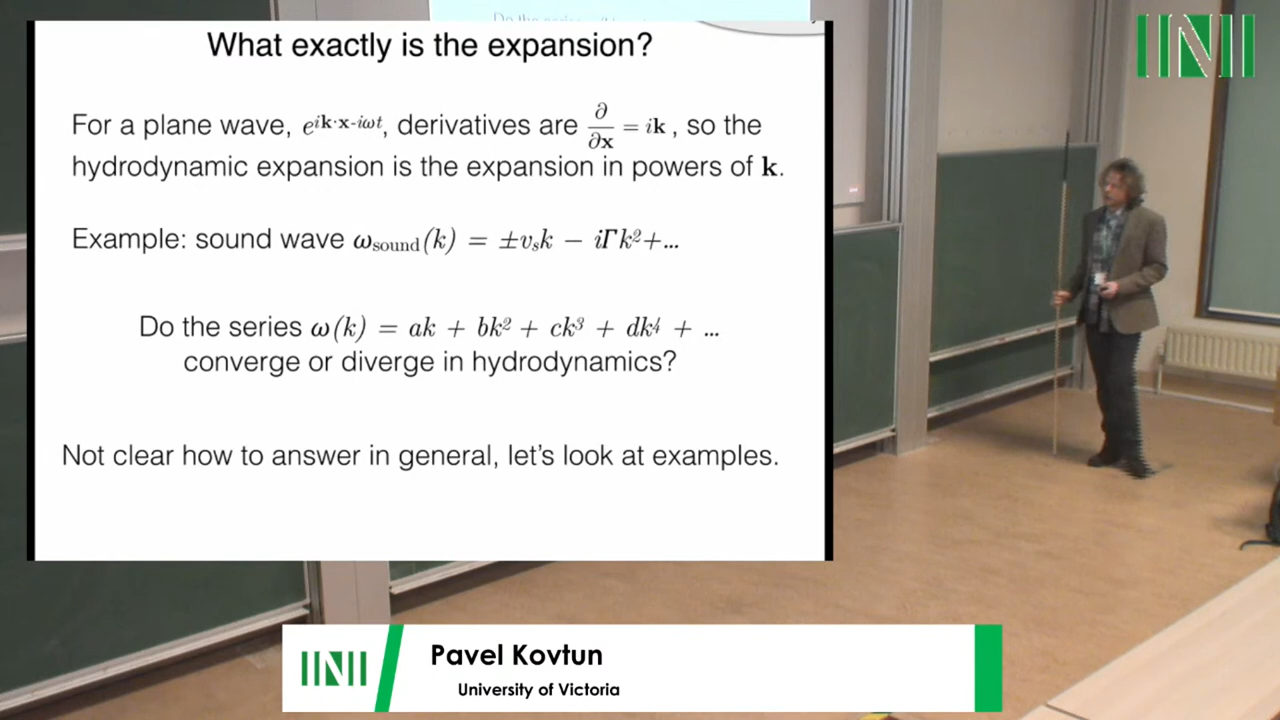 What exactly is the expansion?
For a plane wave, e^{i𝐤·𝐱-iωt}, derivatives are ∂/∂𝐱 = i𝐤 , so the
hydrodynamic expansion is the expansion in powers of 𝐤.
Example: sound wave ω_sound(k) = ±v_s k − iΓk²+...
Do the series ω(k) = ak + bk² + ck³ + dk⁴ + ...
converge or diverge in hydrodynamics?
Not clear how to answer in general, let's look at examples.
Pavel Kovtun
University of Victoria